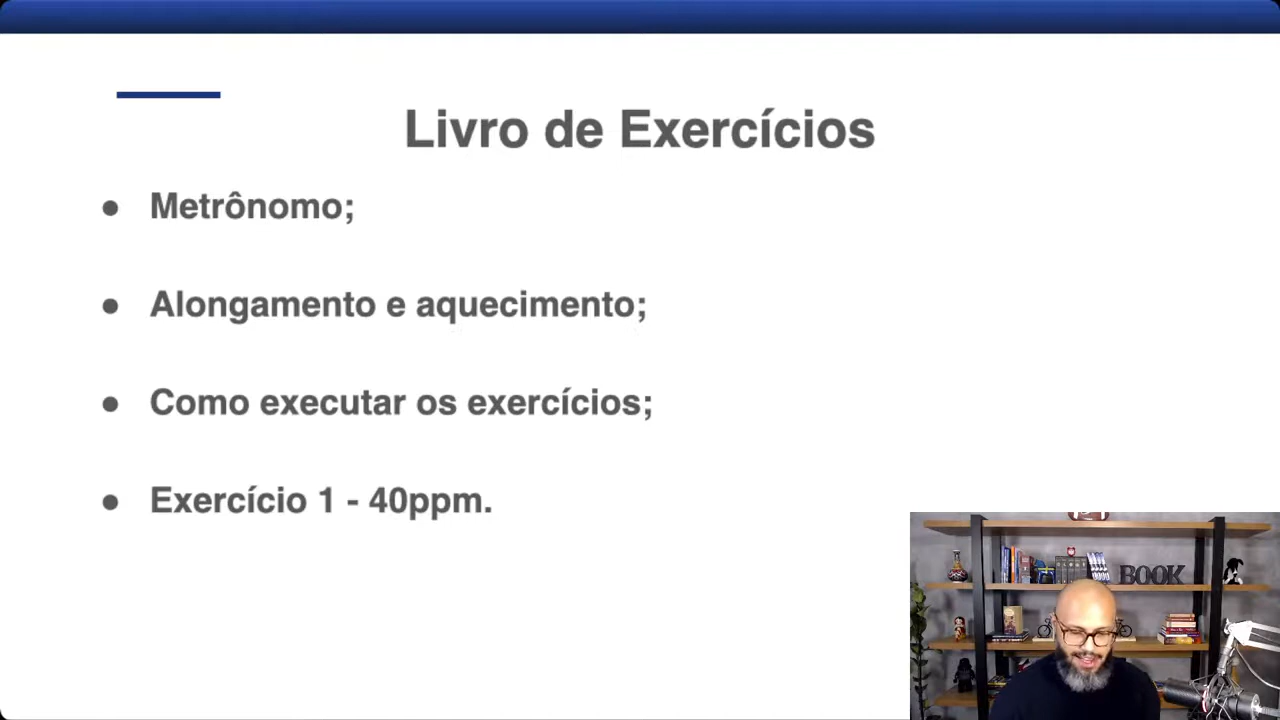 Livro de Exercícios
● Metrônomo;
● Alongamento e aquecimento;
● Como executar os exercícios;
● Exercício 1 - 40ppm.
BOOK